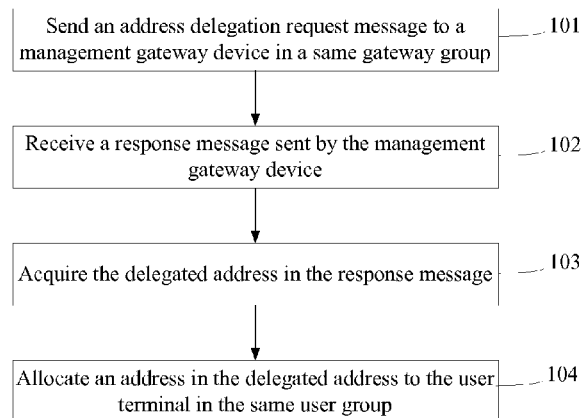 Send an address delegation request message to a
management gateway device in a same gateway group
101
Receive a response message sent by the management
gateway device
102
Acquire the delegated address in the response message
103
Allocate an address in the delegated address to the user
terminal in the same user group
104